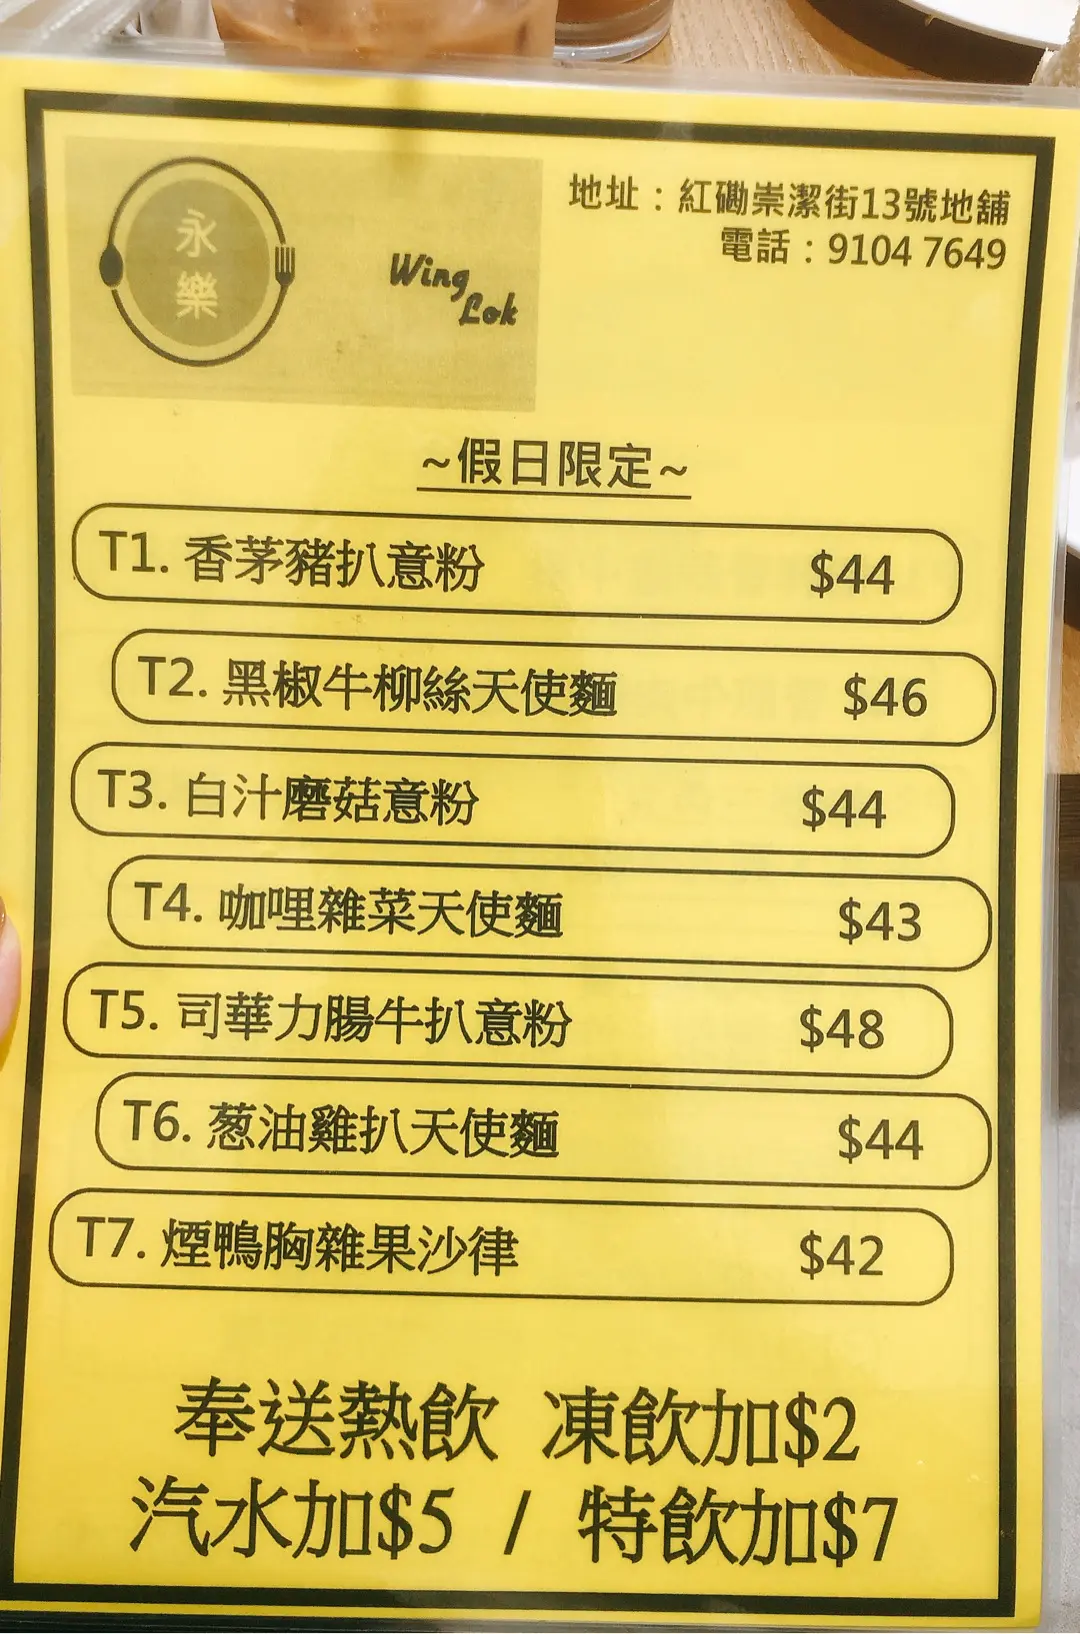 永樂
Wing Lok
地址：紅磡崇潔街13號地舖
電話：9104 7649
~假日限定~
T1. 香茅豬扒意粉 $44
T2. 黑椒牛柳絲天使麵 $46
T3. 白汁磨菇意粉 $44
T4. 咖哩雜菜天使麵 $43
T5. 司華力腸牛扒意粉 $48
T6. 葱油雞扒天使麵 $44
T7. 煙鴨胸雜果沙律 $42
奉送熱飲 凍飲加$2
汽水加$5 / 特飲加$7